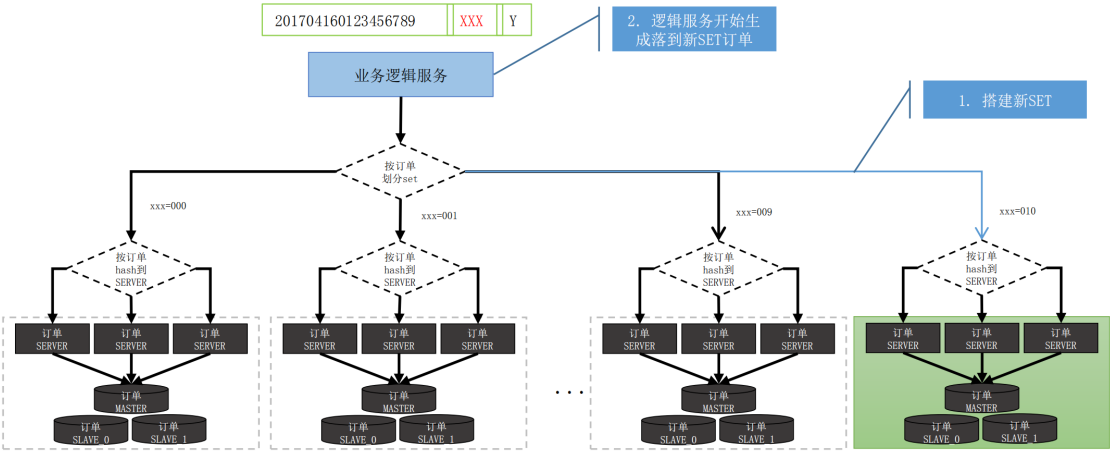 201704160123456789 XXX Y
2. 逻辑服务开始生
成落到新SET订单
业务逻辑服务
1. 搭建新SET
按订单
划分set
xxx=000
xxx=001
xxx=009
xxx=010
按订单
hash到
SERVER
按订单
hash到
SERVER
按订单
hash到
SERVER
按订单
hash到
SERVER
订单
SERVER
订单
SERVER
订单
SERVER
订单
SERVER
订单
SERVER
订单
SERVER
订单
SERVER
订单
SERVER
订单
SERVER
订单
SERVER
订单
SERVER
订单
SERVER
订单
MASTER
订单
MASTER
...
订单
MASTER
订单
MASTER
订单
SLAVE_0
订单
SLAVE_1
订单
SLAVE_0
订单
SLAVE_1
订单
SLAVE_0
订单
SLAVE_1
订单
SLAVE_0
订单
SLAVE_1